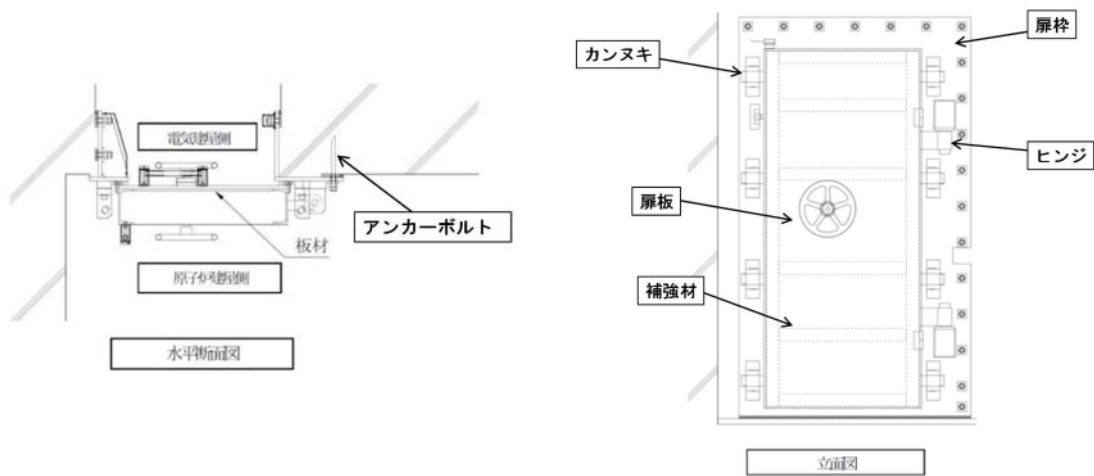 電気建屋側
アンカーボルト
板材
原子炉建屋側
水平断面図
カンヌキ
扉枠
ヒンジ
扉板
補強材
立面図